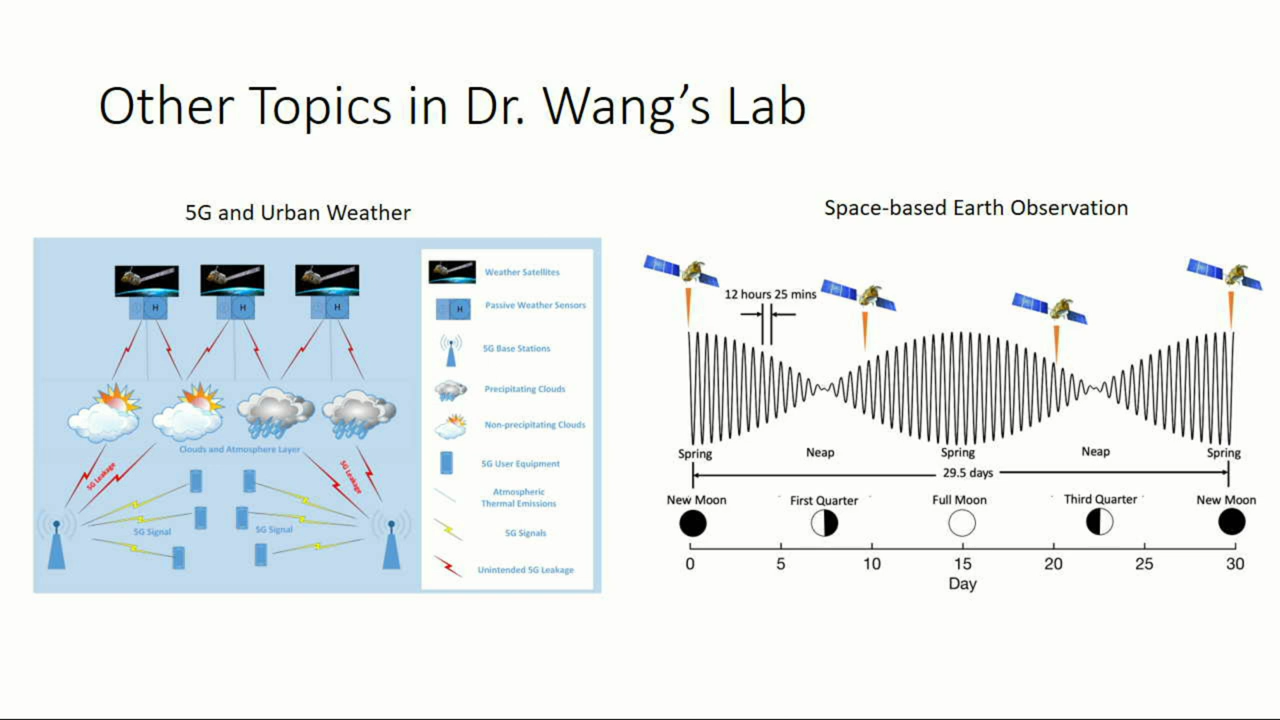 Other Topics in Dr. Wang's Lab
5G and Urban Weather
H
H
H
Clouds and Atmosphere Layer
5G Leakage
5G Leakage
5G Signal
5G Signal
Weather Satellites
H
Passive Weather Sensors
5G Base Stations
Precipitating Clouds
Non-precipitating Clouds
5G User Equipment
Atmospheric
Thermal Emissions
5G Signals
Unintended 5G Leakage
Space-based Earth Observation
12 hours 25 mins
Spring Neap Spring Neap Spring
29.5 days
New Moon First Quarter Full Moon Third Quarter New Moon
0 5 10 15 20 25 30
Day